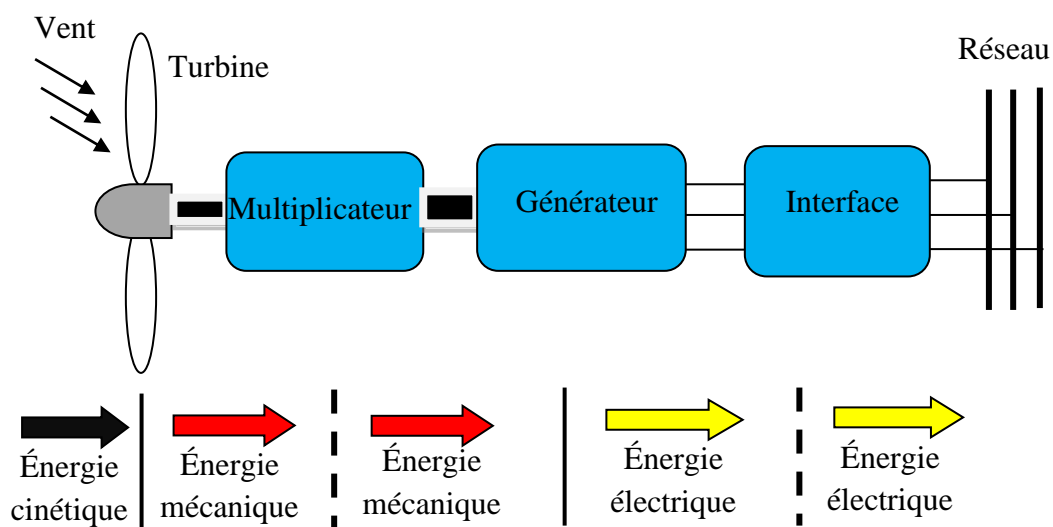 Vent
Turbine
Réseau
Multiplicateur
Générateur
Interface
Énergie
cinétique
Énergie
mécanique
Énergie
mécanique
Énergie
électrique
Énergie
électrique